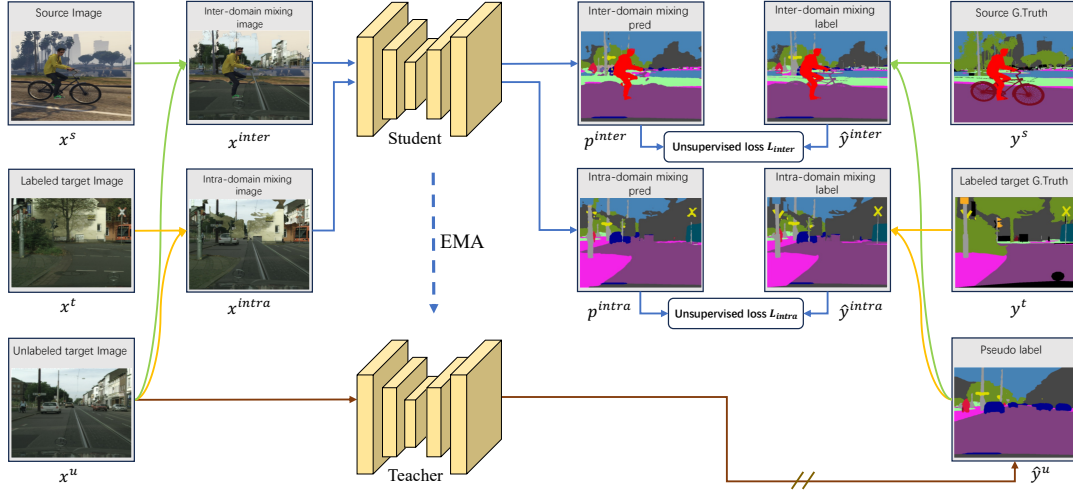 Source Image
Inter-domain mixing
image
Inter-domain mixing
pred
Inter-domain mixing
label
Source G.Truth
x^s
x^inter
Student
p^inter
ŷ^inter
y^s
Unsupervised loss L_inter
Labeled target Image
Intra-domain mixing
image
Intra-domain mixing
pred
Intra-domain mixing
label
Labeled target G.Truth
EMA
x^t
x^intra
p^intra
ŷ^intra
y^t
Unsupervised loss L_intra
Unlabeled target Image
Pseudo label
x^u
Teacher
ŷ^u